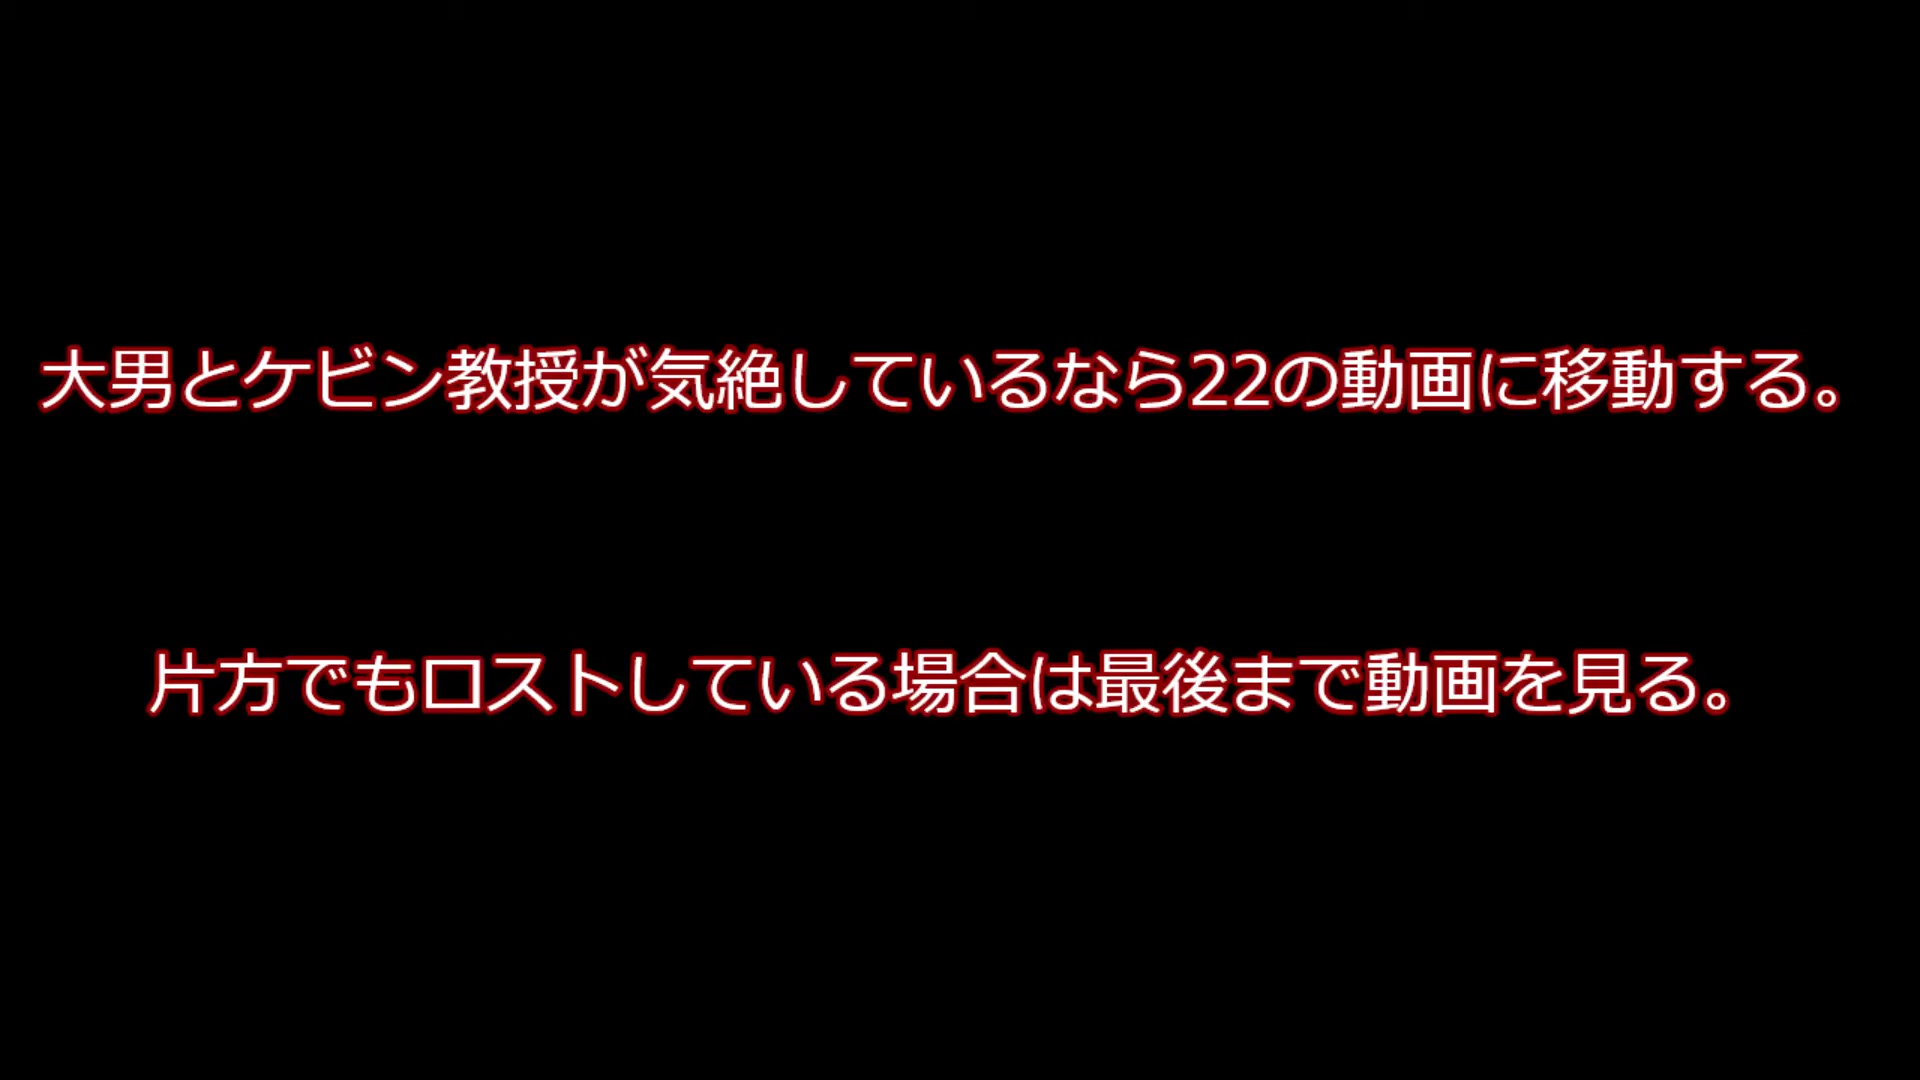 大男とケビン教授が気絶しているなら22の動画に移動する。
片方でもロストしている場合は最後まで動画を見る。